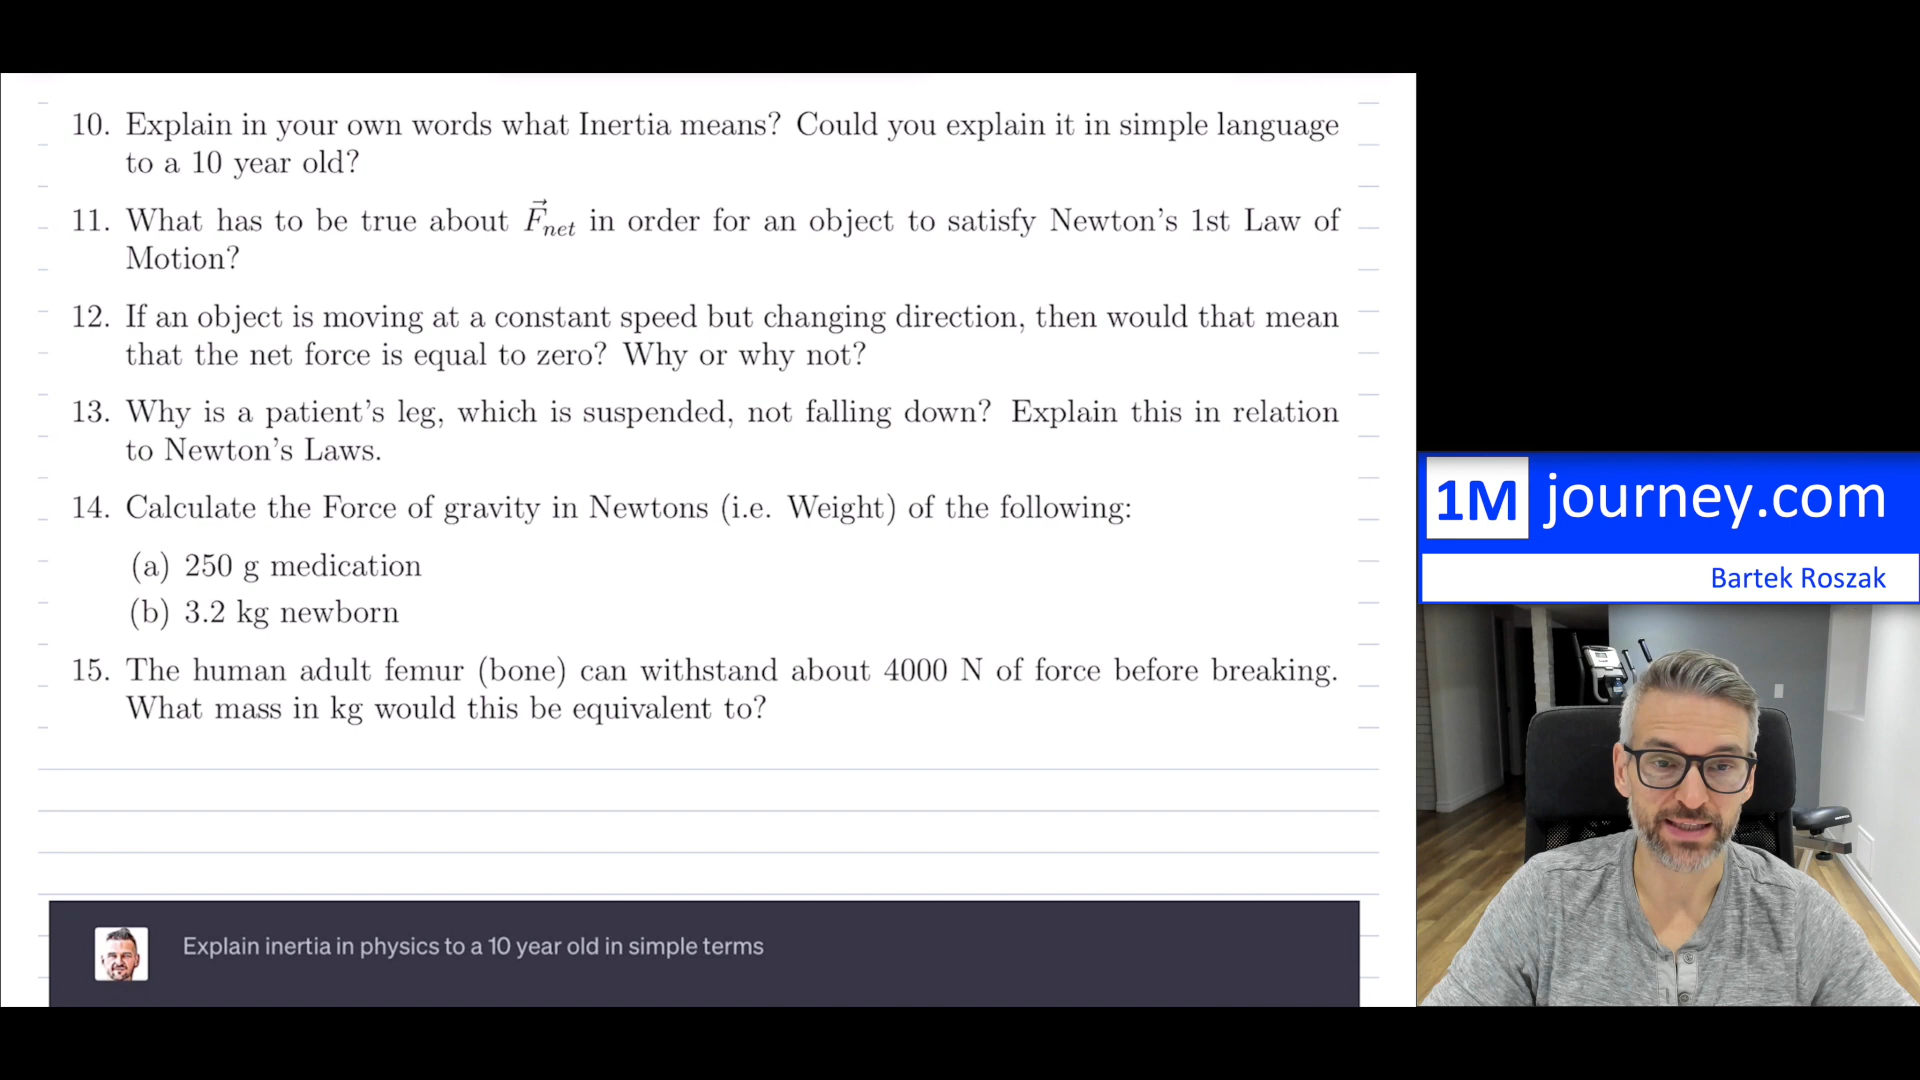 10. Explain in your own words what Inertia means? Could you explain it in simple language
to a 10 year old?
11. What has to be true about \vec{F}_{net} in order for an object to satisfy Newton's 1st Law of
Motion?
12. If an object is moving at a constant speed but changing direction, then would that mean
that the net force is equal to zero? Why or why not?
13. Why is a patient's leg, which is suspended, not falling down? Explain this in relation
to Newton's Laws.
14. Calculate the Force of gravity in Newtons (i.e. Weight) of the following:
(a) 250 g medication
(b) 3.2 kg newborn
15. The human adult femur (bone) can withstand about 4000 N of force before breaking.
What mass in kg would this be equivalent to?
Explain inertia in physics to a 10 year old in simple terms
1M journey.com
Bartek Roszak